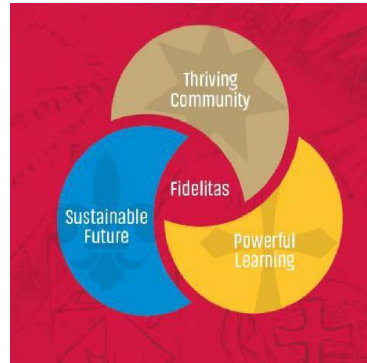 Thriving
Community
Fidelitas
Sustainable
Future
Powerful
Learning